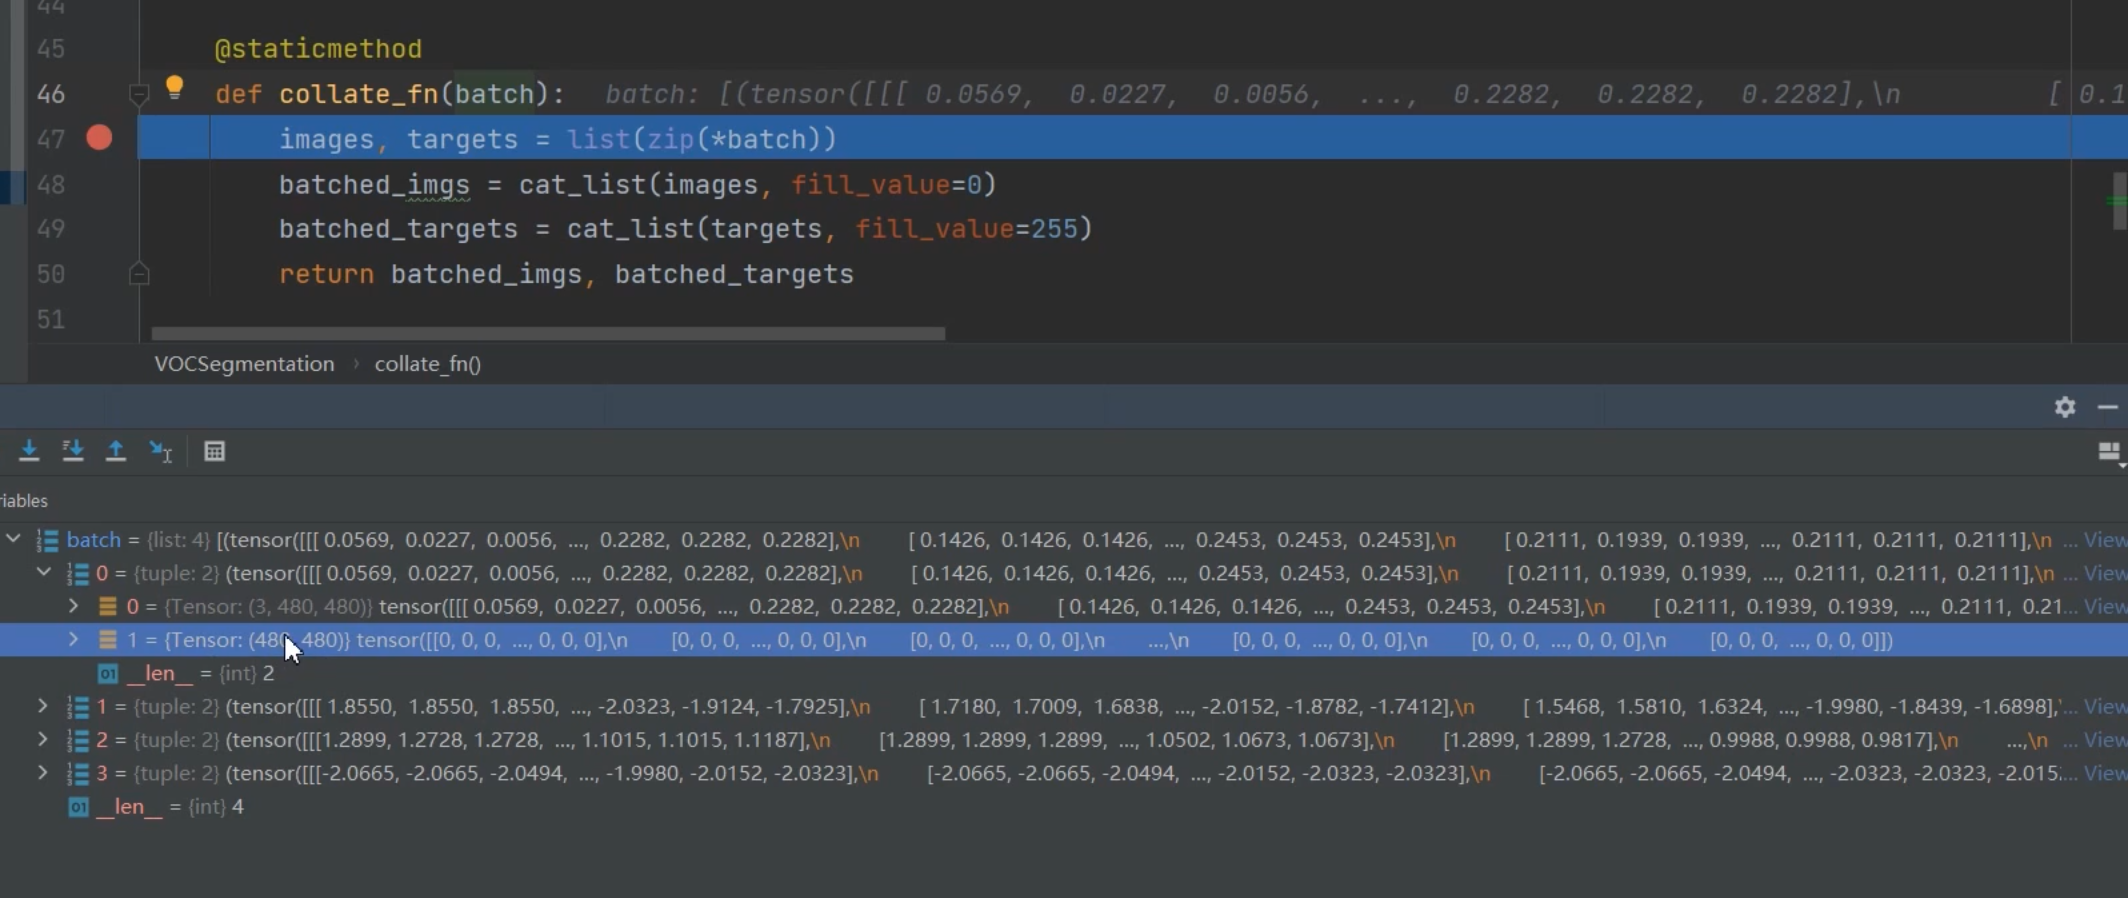 44
45 @staticmethod
46 def collate_fn(batch): batch: [(tensor([[[ 0.0569, 0.0227, 0.0056, ..., 0.2282, 0.2282, 0.2282],\n [ 0.1
47 images, targets = list(zip(*batch))
48 batched_imgs = cat_list(images, fill_value=0)
49 batched_targets = cat_list(targets, fill_value=255)
50 return batched_imgs, batched_targets
51
VOCSegmentation › collate_fn()
riables
batch = {list: 4} [(tensor([[[ 0.0569, 0.0227, 0.0056, ..., 0.2282, 0.2282, 0.2282],\n [ 0.1426, 0.1426, 0.1426, ..., 0.2453, 0.2453, 0.2453],\n [ 0.2111, 0.1939, 0.1939, ..., 0.2111, 0.2111, 0.2111],\n ... View
0 = {tuple: 2} (tensor([[[ 0.0569, 0.0227, 0.0056, ..., 0.2282, 0.2282, 0.2282],\n [ 0.1426, 0.1426, 0.1426, ..., 0.2453, 0.2453, 0.2453],\n [ 0.2111, 0.1939, 0.1939, ..., 0.2111, 0.2111, 0.2111],\n ... View
0 = {Tensor: (3, 480, 480)} tensor([[[ 0.0569, 0.0227, 0.0056, ..., 0.2282, 0.2282, 0.2282],\n [ 0.1426, 0.1426, 0.1426, ..., 0.2453, 0.2453, 0.2453],\n [ 0.2111, 0.1939, 0.1939, ..., 0.2111, 0.21... View
1 = {Tensor: (480, 480)} tensor([[0, 0, 0, ..., 0, 0, 0],\n [0, 0, 0, ..., 0, 0, 0],\n [0, 0, 0, ..., 0, 0, 0],\n ...,\n [0, 0, 0, ..., 0, 0, 0],\n [0, 0, 0, ..., 0, 0, 0],\n [0, 0, 0, ..., 0, 0, 0]])
01 __len__ = {int} 2
1 = {tuple: 2} (tensor([[[ 1.8550, 1.8550, 1.8550, ..., -2.0323, -1.9124, -1.7925],\n [ 1.7180, 1.7009, 1.6838, ..., -2.0152, -1.8782, -1.7412],\n [ 1.5468, 1.5810, 1.6324, ..., -1.9980, -1.8439, -1.6898],... View
2 = {tuple: 2} (tensor([[[1.2899, 1.2728, 1.2728, ..., 1.1015, 1.1015, 1.1187],\n [1.2899, 1.2899, 1.2899, ..., 1.0502, 1.0673, 1.0673],\n [1.2899, 1.2899, 1.2728, ..., 0.9988, 0.9988, 0.9817],\n ...,\n ... View
3 = {tuple: 2} (tensor([[[-2.0665, -2.0665, -2.0494, ..., -1.9980, -2.0152, -2.0323],\n [-2.0665, -2.0665, -2.0494, ..., -2.0152, -2.0323, -2.0323],\n [-2.0665, -2.0665, -2.0494, ..., -2.0323, -2.0323, -2.015... View
01 __len__ = {int} 4